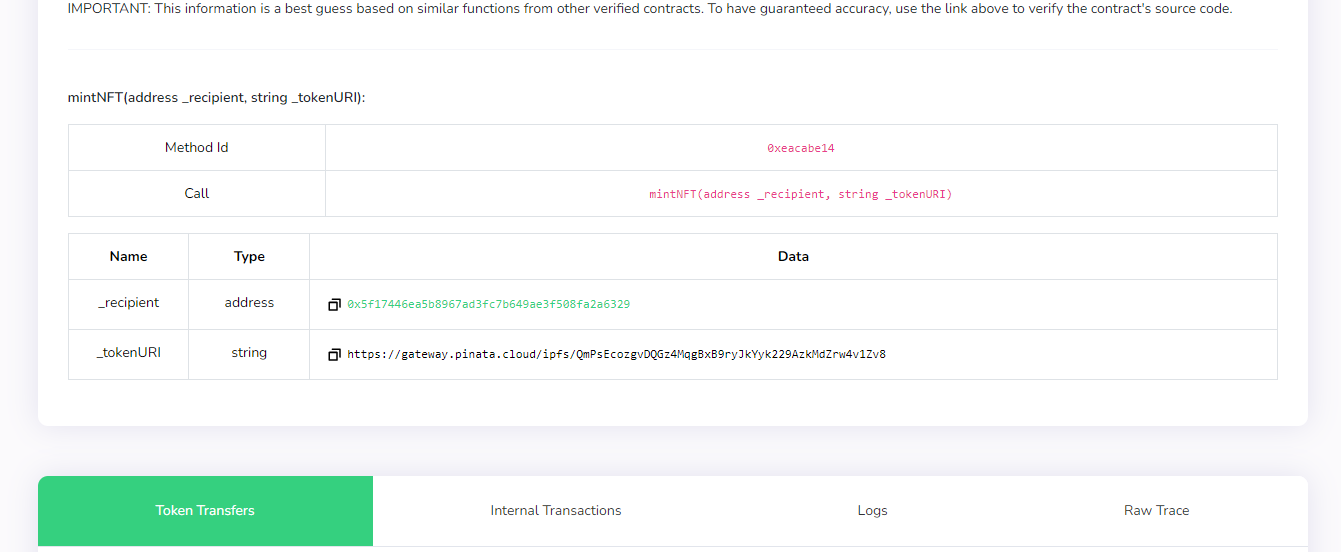 IMPORTANT: This information is a best guess based on similar functions from other verified contracts. To have guaranteed accuracy, use the link above to verify the contract's source code.
mintNFT(address _recipient, string _tokenURI):
Method Id 0xeacabe14
Call mintNFT(address _recipient, string _tokenURI)
Name Type Data
_recipient address 0x5f17446ea5b8967ad3fc7b649ae3f508fa2a6329
_tokenURI string https://gateway.pinata.cloud/ipfs/QmPsEcozgvDQGz4MqgBxB9ryJkYyk229AzkMdZrw4v1Zv8
Token Transfers Internal Transactions Logs Raw Trace